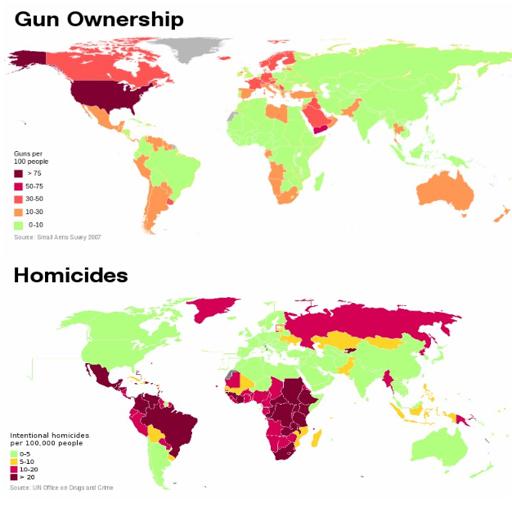 Gun Ownership
Guns per
100 people
> 75
50-75
30-50
10-30
0-10
Source: Small Arms Suvey 2007
Homicides
Intentional homicides
per 100,000 people
0-5
5-10
10-20
> 20
Source: UN Office on Drugs and Crime